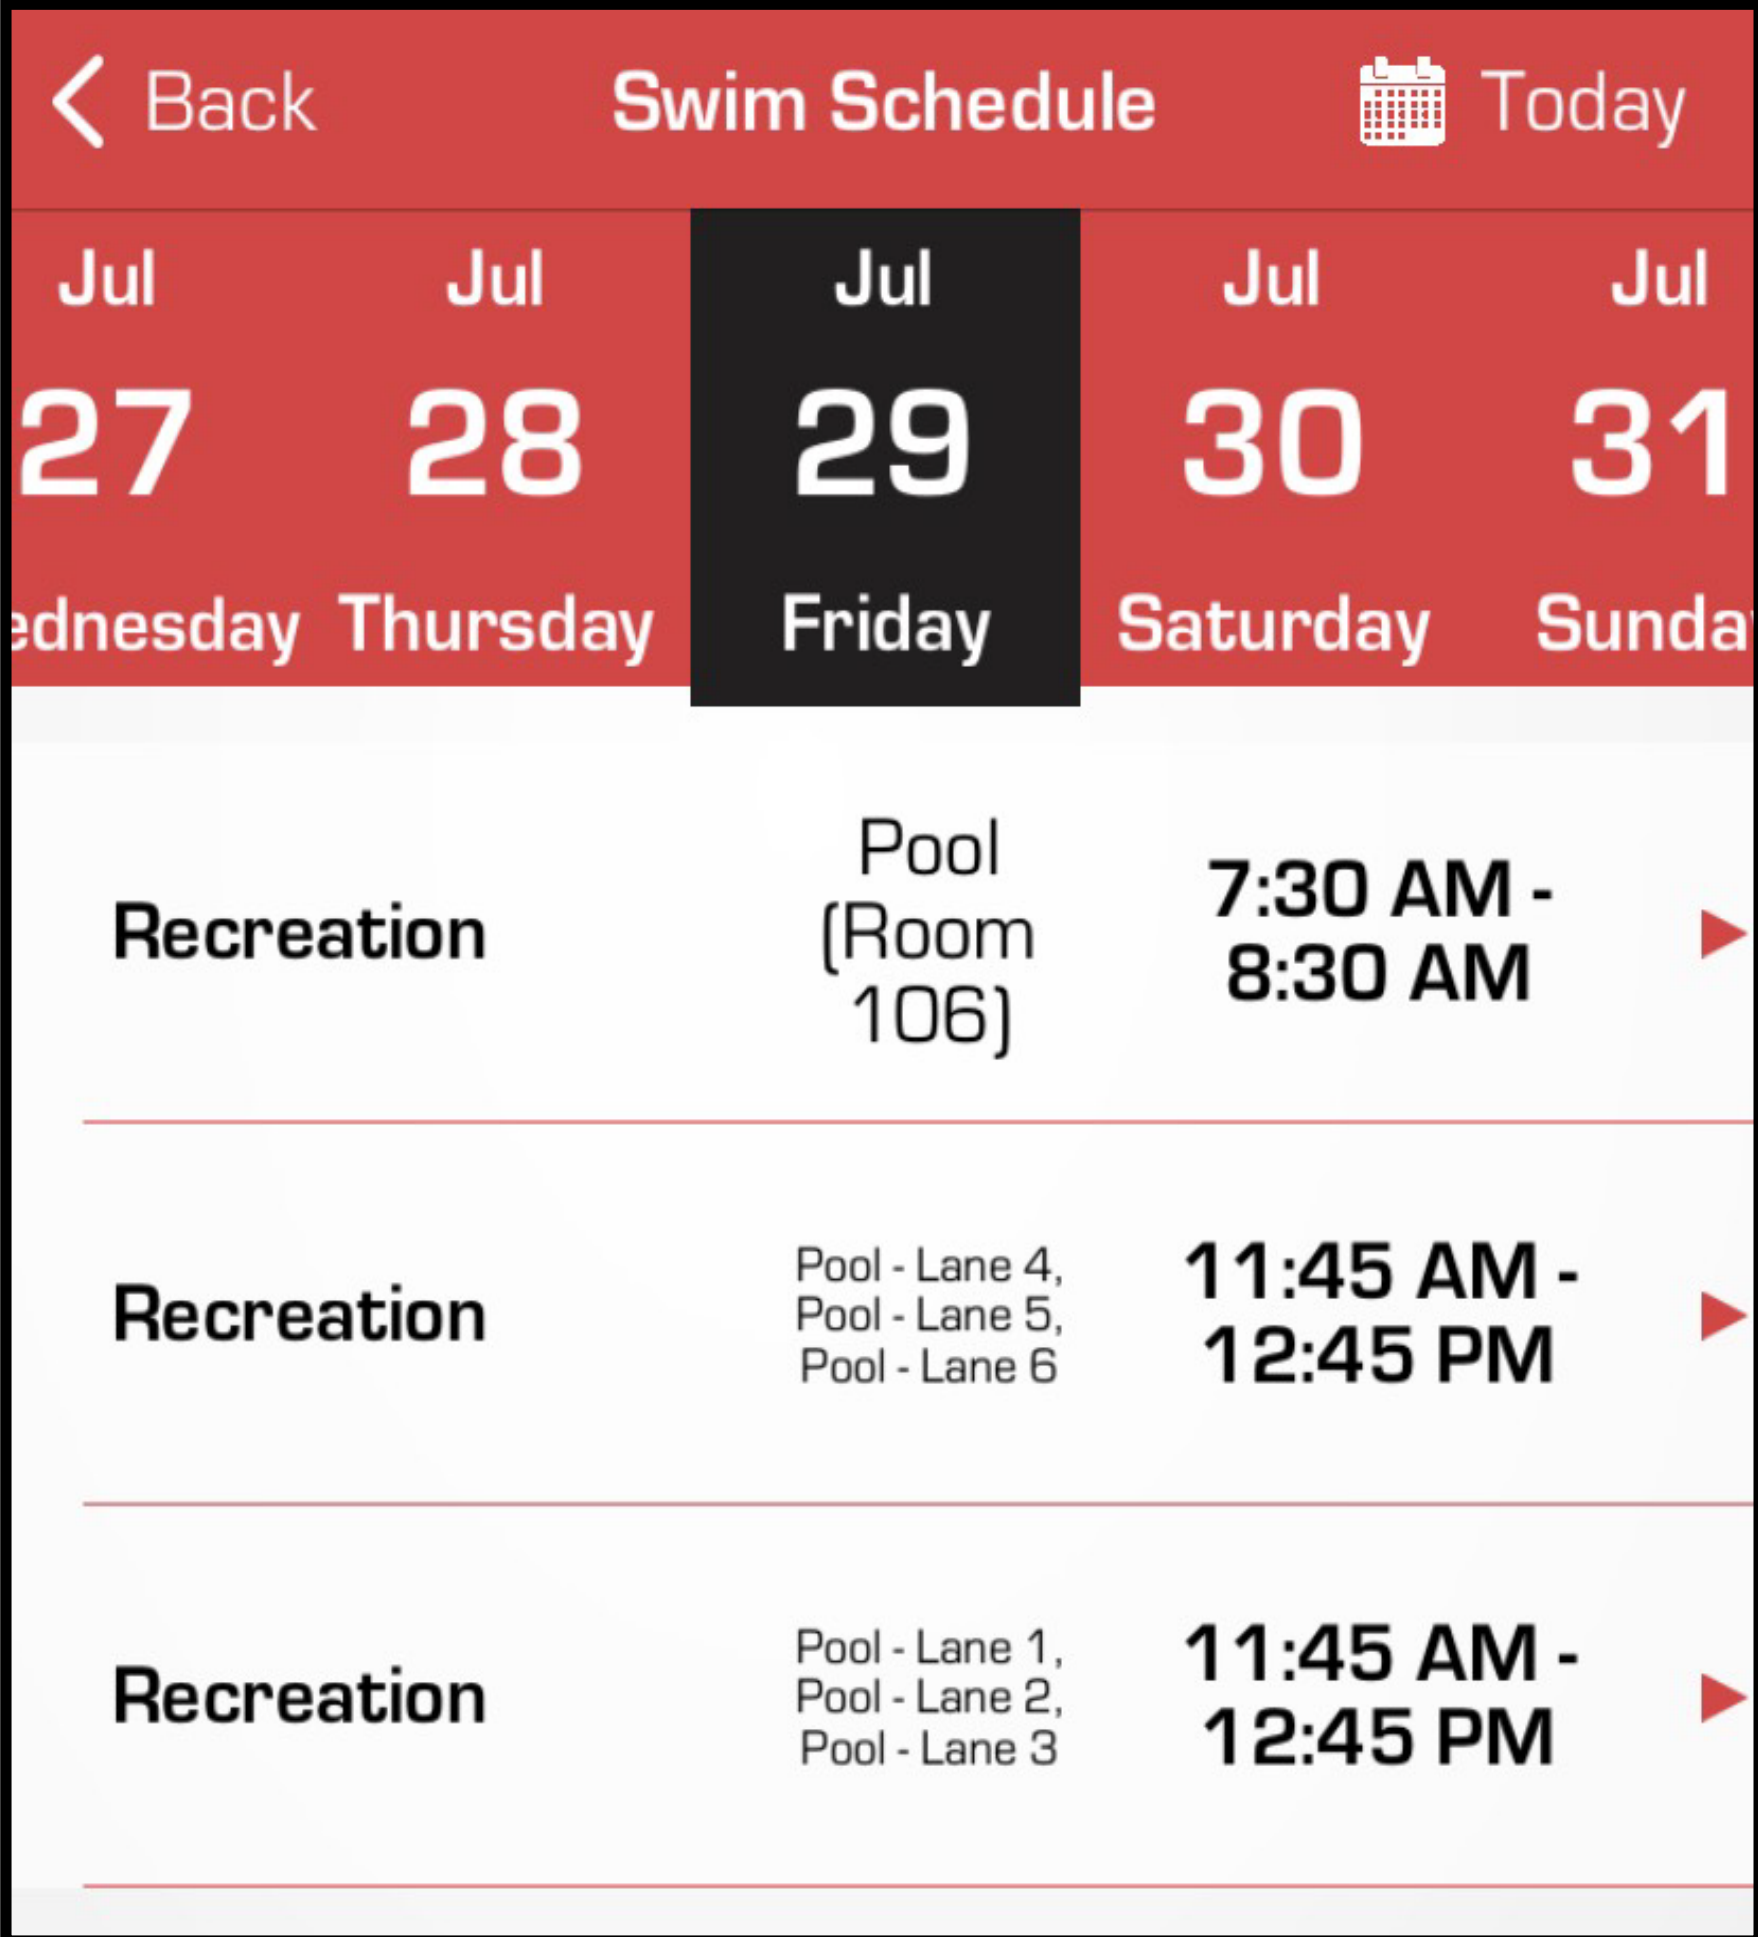 Back Swim Schedule Today
Jul Jul Jul Jul Jul
27 28 29 30 31
ednesday Thursday Friday Saturday Sunda
Recreation
Pool
(Room
106)
7:30 AM -
8:30 AM
Recreation
Pool - Lane 4,
Pool - Lane 5,
Pool - Lane 6
11:45 AM -
12:45 PM
Recreation
Pool - Lane 1,
Pool - Lane 2,
Pool - Lane 3
11:45 AM -
12:45 PM